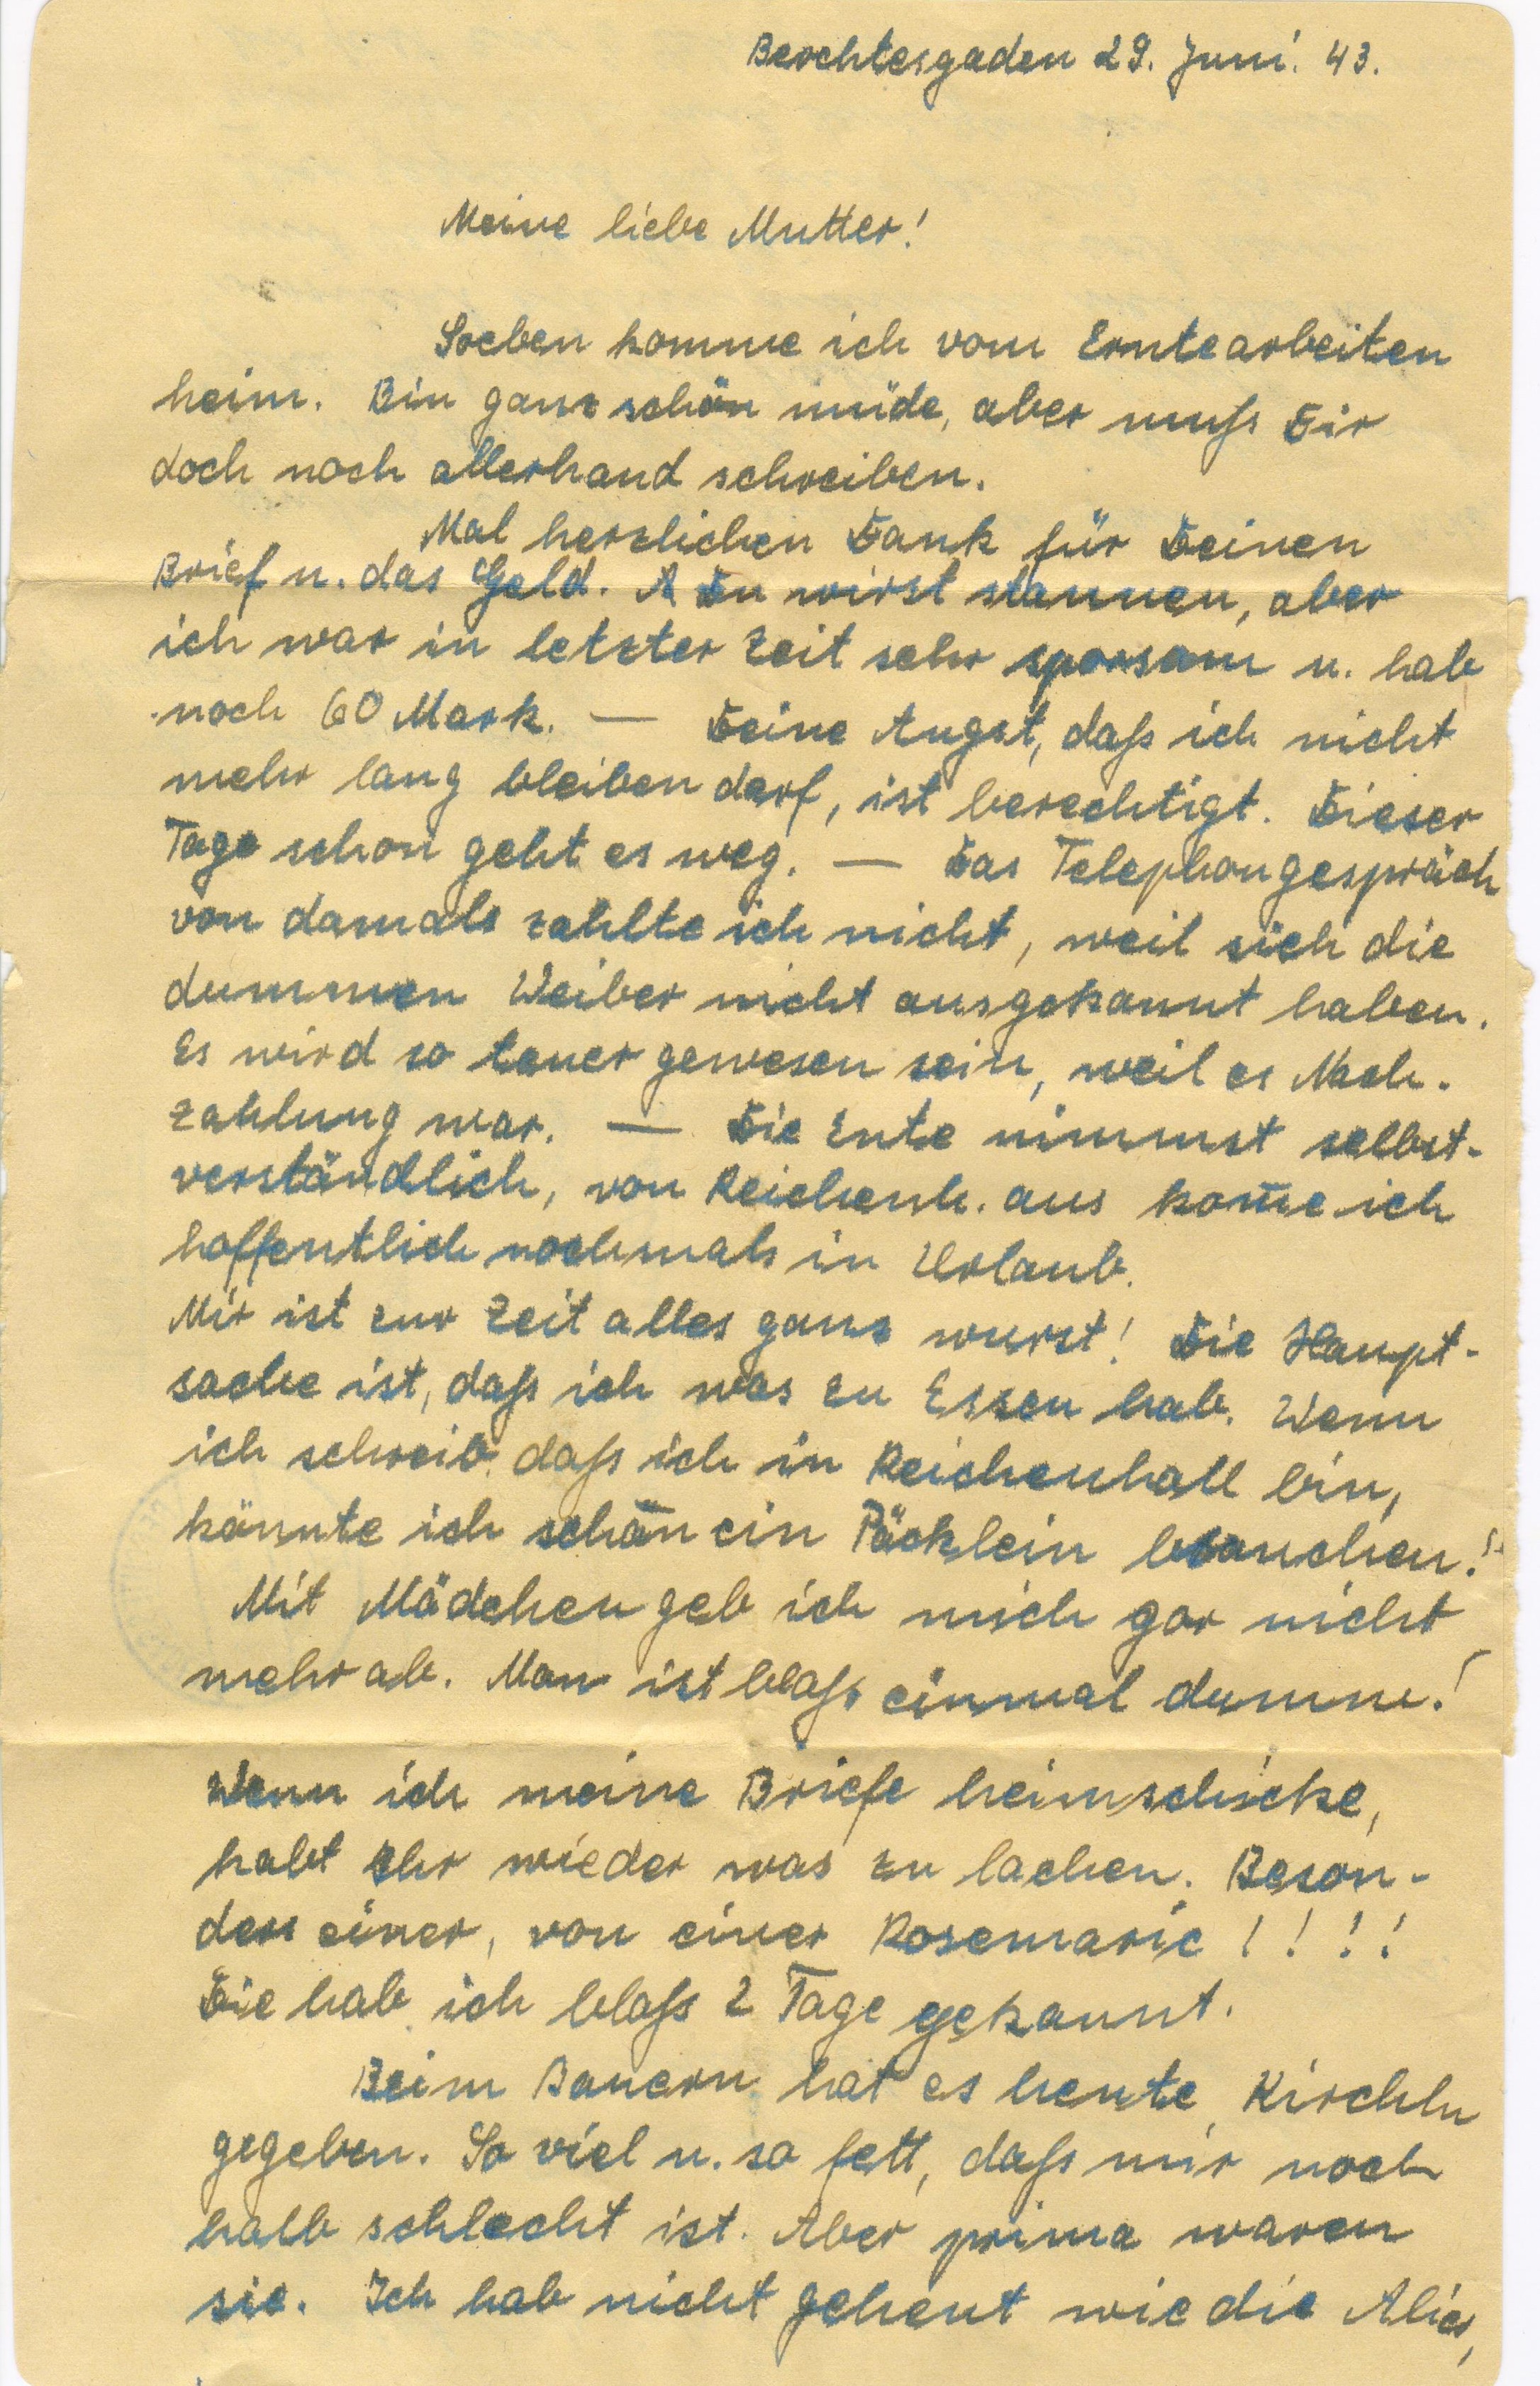 Berchtesgaden 29. Juni. 43.
Meine liebe Mutter!
Soeben komme ich vom Erntearbeiten
heim. Bin ganz schön müde, aber muss Dir
doch noch allerhand schreiben.
Mal herzlichen Dank für Deinen
Brief u. das Geld. Du wirst staunen, aber
ich war in letzter Zeit sehr sparsam u. hab
noch 60 Mark. — Deine Angst, dass ich nicht
mehr lang bleiben darf, ist berechtigt. Dieser
Tage schon geht es weg. — Das Telephongespräch
von damals zahlte ich nicht, weil sich die
dummen Weiber nicht ausgekannt haben.
Es wird so teuer gewesen sein, weil es Nach-
zahlung war. — Die Ente nimmst selbst-
verständlich, von Reichenh. aus kom̄e ich
hoffentlich nochmals in Urlaub.
Mir ist zur Zeit alles ganz wurst! Die Haupt-
sache ist, dass ich was zu Essen hab. Wenn
ich schreib, dass ich in Reichenhall bin,
könnte ich schön ein Päcklein brauchen!
Mit Mädchen geb ich mich gar nicht
mehr ab. Man ist bloss einmal dumm!
Wenn ich meine Briefe heimschicke,
habt Ihr wieder was zu lachen. Beson-
ders einer, von einer Rosemarie !!!!
Die hab ich bloss 2 Tage gekannt.
Beim Bauern hat es heute Kirchln
gegeben. So viel u. so fett, dass mir noch
halb schlecht ist. Aber prima waren
sie. Ich hab nicht geheut wie die